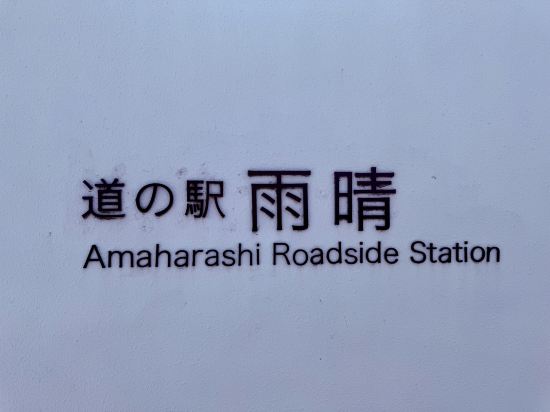 道の駅 雨晴
Amaharashi Roadside Station